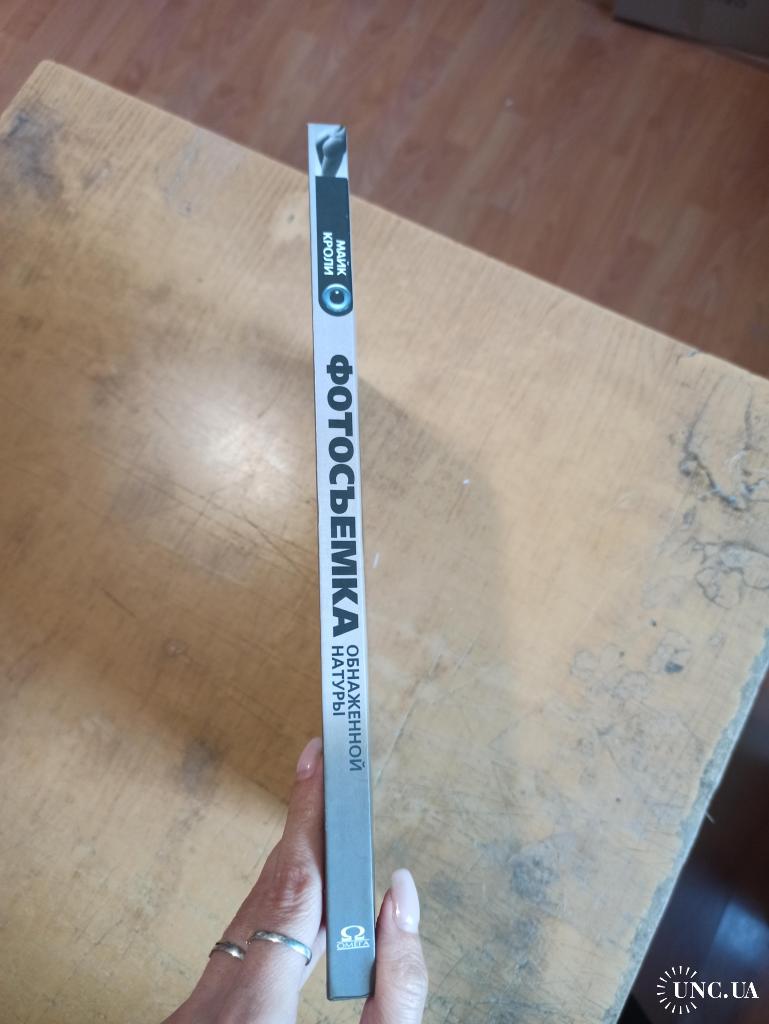 МАЙК
КРОЛИ
ФОТОСЪЕМКА
ОБНАЖЕННОЙ
НАТУРЫ
ОМЕГА
UNC.UA